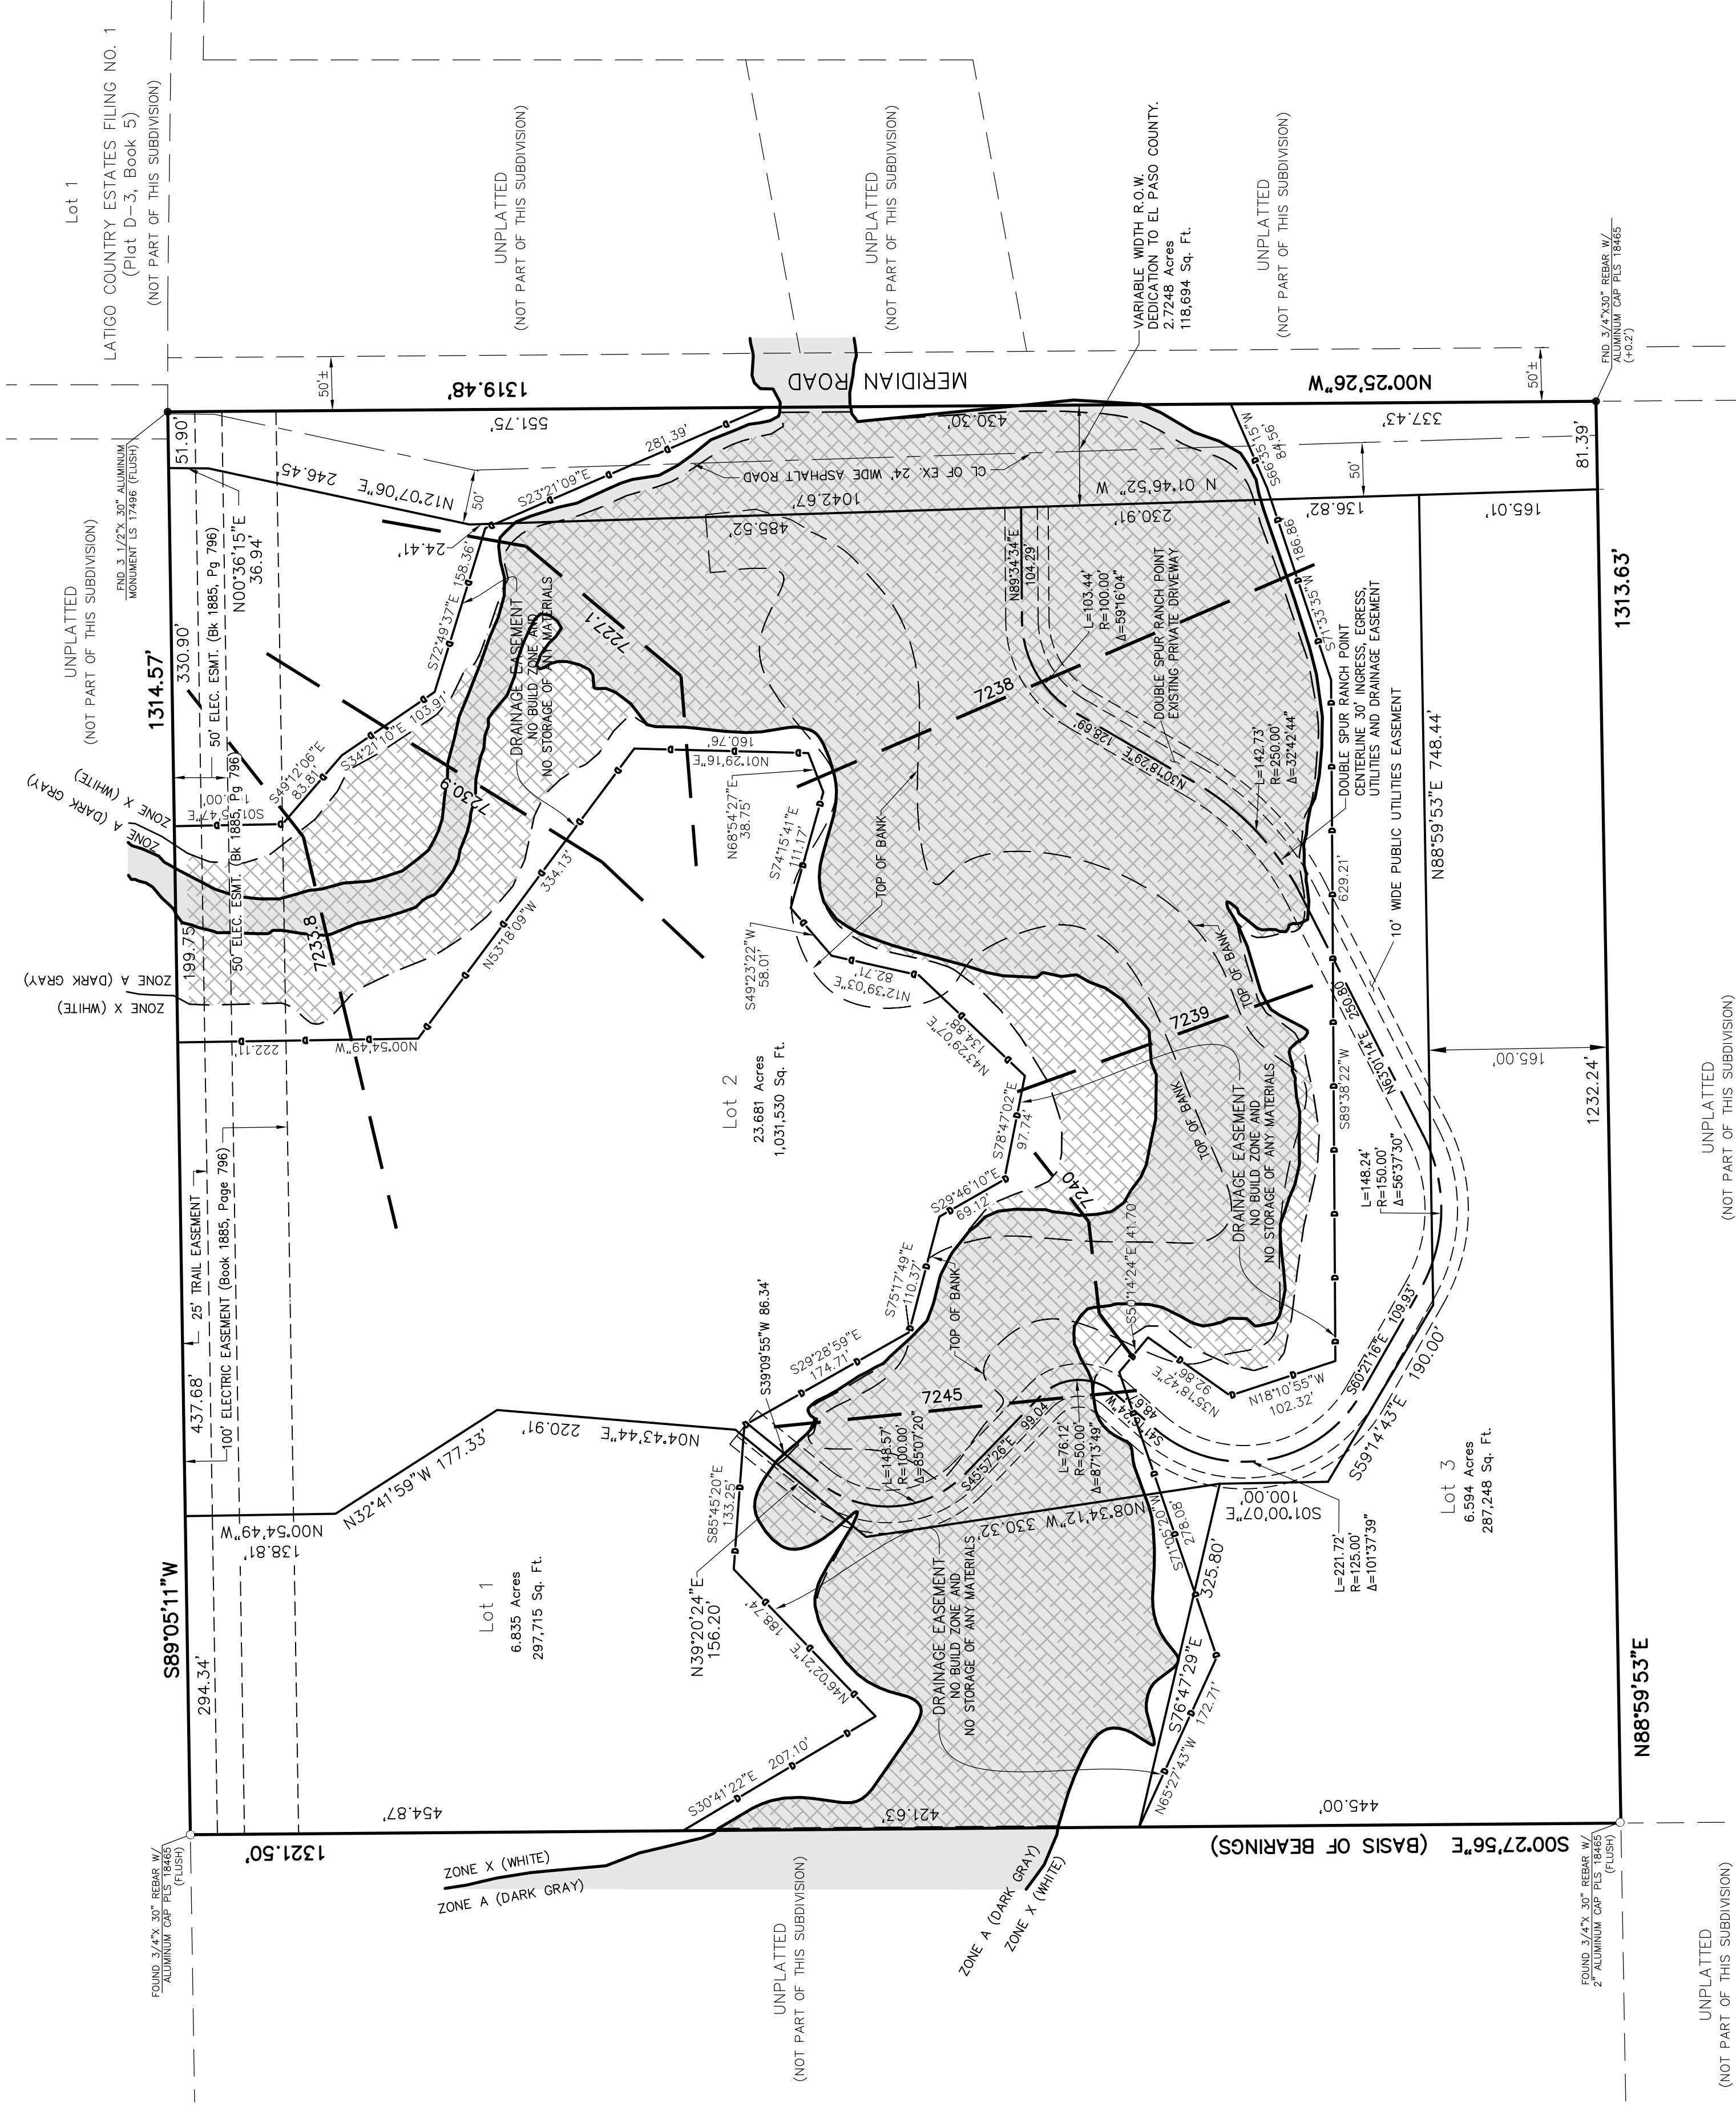 Lot 1
LATIGO COUNTRY ESTATES FILING NO. 1
(Plat D-3, Book 5)
(NOT PART OF THIS SUBDIVISION)
UNPLATTED
(NOT PART OF THIS SUBDIVISION)
UNPLATTED
(NOT PART OF THIS SUBDIVISION)
UNPLATTED
(NOT PART OF THIS SUBDIVISION)
VARIABLE WIDTH R.O.W.
DEDICATION TO EL PASO COUNTY.
2.7248 Acres
118,694 Sq. Ft.
FND 3/4"X30" REBAR W/
ALUMINUM CAP PLS 18465
(+0.2')
50'±
1319.48'
MERIDIAN ROAD
N00°25'26"W
50'±
551.75'
430.30'
337.43'
FND 3 1/2"X 30" ALUMINUM
MONUMENT LS 17496 (FLUSH)
51.90'
246.45'
N12°07'06"E
50'
S23°21'09"E
281.39'
CL OF EX. 24' WIDE ASPHALT ROAD
1042.67
N 01°46'52" W
S66°35'15"W
84.56'
50'
81.39'
N00°36'15"E
36.94'
24.41'
485.52'
230.91'
136.82'
165.01'
UNPLATTED
(NOT PART OF THIS SUBDIVISION)
1314.57'
330.90'
50' ELEC. ESMT. (Bk 1885, Pg 796)
50' ELEC. ESMT. (Bk 1885, Pg 796)
S72°49'37"E
158.36'
S34°21'10"E 103.91'
S49°12'06"E
83.81'
DRAINAGE EASEMENT
NO BUILD ZONE AND
NO STORAGE OF ANY MATERIALS
7227.1
7230.9
7233.8
7238
7239
7240
7245
N89°34'34"E
104.29'
L=103.44'
R=100.00'
Δ=59°16'04"
DOUBLE SPUR RANCH POINT
EXISTING PRIVATE DRIVEWAY
N30°18'29"E
128.69'
L=142.73'
R=250.00'
Δ=32°42'44"
S71°33'35"W
186.86
DOUBLE SPUR RANCH POINT
CENTERLINE 30' INGRESS, EGRESS,
UTILITIES AND DRAINAGE EASEMENT
10' WIDE PUBLIC UTILITIES EASEMENT
N88°59'53"E 748.44'
1313.63'
ZONE X (WHITE)
ZONE A (DARK GRAY)
ZONE A
ZONE A (DARK GRAY)
ZONE X (WHITE)
199.75
222.11'
N00°54'49"W
N53°18'09"W
334.13'
N01°29'16"E
160.76'
N68°54'27"E
38.75'
S74°15'41"E
111.17'
S49°23'22"W
58.01'
N12°39'03"E
82.71'
N43°29'07"E
134.88'
S78°47'02"E
97.74'
S29°46'10"E
69.12'
S75°17'49"E
110.37'
S29°28'59"E
174.71'
S39°09'55"W 86.34'
TOP OF BANK
TOP OF BANK
TOP OF BANK
TOP OF BANK
Lot 2
23.681 Acres
1,031,530 Sq. Ft.
629.21'
S89°38'22"W
N63°01'14"E
250.80'
165.00'
1232.24'
UNPLATTED
(NOT PART OF THIS SUBDIVISION)
DRAINAGE EASEMENT
NO BUILD ZONE AND
NO STORAGE OF ANY MATERIALS
L=148.24'
R=150.00'
Δ=56°37'30"
S50°14'24"E 41.70
N35°18'42"E
92.86'
N18°10'55"W
102.32'
S60°21'16"E 109.93'
S59°14'43"E 190.00'
25' TRAIL EASEMENT
100' ELECTRIC EASEMENT (Book 1885, Page 796)
437.68'
220.91'
N04°43'44"E
N32°41'59"W 177.33'
N00°54'49"W
138.81'
S85°45'20"E
133.25'
L=148.57'
R=100.00'
Δ=85°07'20"
S45°57'26"E 99.04
L=76.12'
R=50.00'
Δ=87°13'49"
48.67
N08°34'12"W 330.32'
S71°05'20"W
278.08'
S01°00'07"E
100.00'
L=221.72'
R=125.00'
Δ=101°37'39"
Lot 3
6.594 Acres
287,248 Sq. Ft.
S89°05'11"W
294.34'
Lot 1
6.835 Acres
297,715 Sq. Ft.
N39°20'24"E
156.20'
188.74'
N46°02'21"E
S30°41'22"E 207.10'
DRAINAGE EASEMENT
NO BUILD ZONE AND
NO STORAGE OF ANY MATERIALS
S76°47'29"E
325.80'
N65°27'43"W 172.71'
454.87'
421.63'
445.00'
1321.50'
S00°27'56"E (BASIS OF BEARINGS)
N88°59'53"E
FOUND 3/4"X 30" REBAR W/
ALUMINUM CAP PLS 18465
(FLUSH)
ZONE X (WHITE)
ZONE A (DARK GRAY)
UNPLATTED
(NOT PART OF THIS SUBDIVISION)
ZONE A (DARK GRAY)
ZONE X (WHITE)
FOUND 3/4"X 30" REBAR W/
2" ALUMINUM CAP PLS 18465
(FLUSH)
UNPLATTED
(NOT PART OF THIS SUBDIVISION)